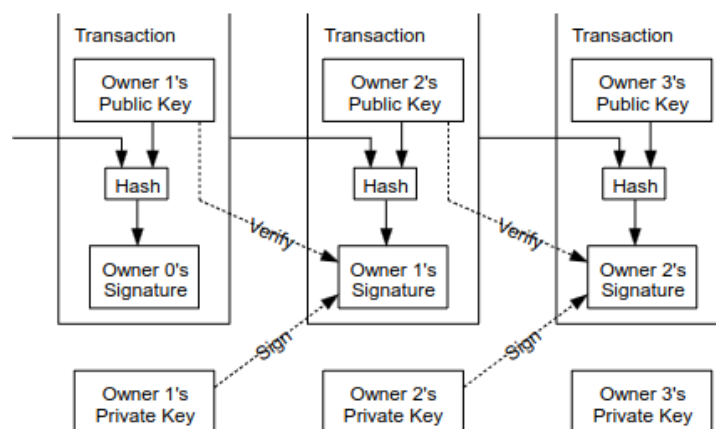 Transaction
Transaction
Transaction
Owner 1's
Public Key
Owner 2's
Public Key
Owner 3's
Public Key
Hash
Hash
Hash
Verify
Verify
Owner 0's
Signature
Owner 1's
Signature
Owner 2's
Signature
Sign
Sign
Owner 1's
Private Key
Owner 2's
Private Key
Owner 3's
Private Key